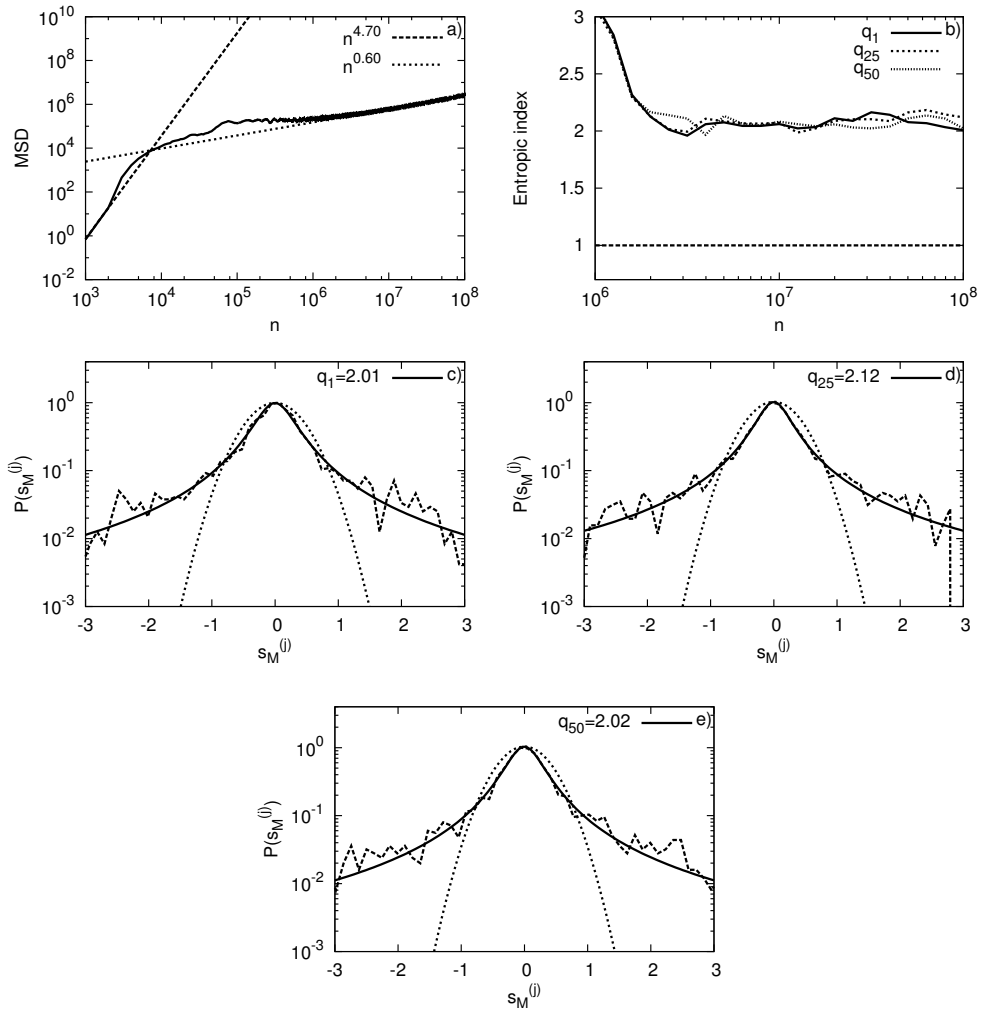 10^10
10^8
10^6
10^4
10^2
10^0
10^-2
MSD
n^4.70
n^0.60
a)
10^3
10^4
10^5
10^6
10^7
10^8
n
3
2.5
2
1.5
1
Entropic index
q_1
q_25
q_50
b)
10^6
10^7
10^8
n
10^0
10^-1
10^-2
10^-3
P(s_M^(j))
q_1=2.01
c)
-3 -2 -1 0 1 2 3
s_M^(j)
10^0
10^-1
10^-2
10^-3
P(s_M^(j))
q_25=2.12
d)
-3 -2 -1 0 1 2 3
s_M^(j)
10^0
10^-1
10^-2
10^-3
P(s_M^(j))
q_50=2.02
e)
-3 -2 -1 0 1 2 3
s_M^(j)